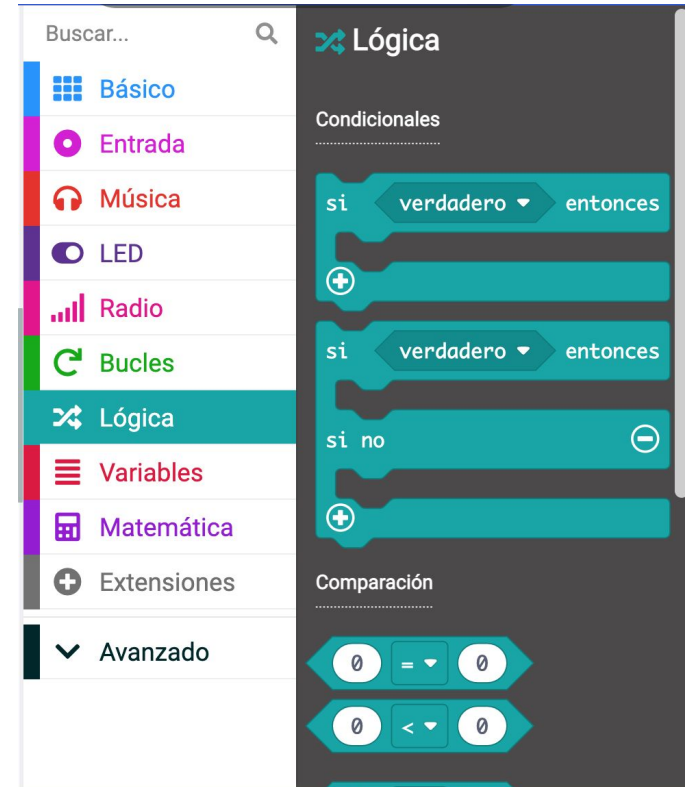 Buscar...
Básico
Entrada
Música
LED
Radio
Bucles
Lógica
Variables
Matemática
Extensiones
Avanzado
Lógica
Condicionales
si verdadero entonces
si verdadero entonces
si no
Comparación
0 = 0
0 < 0